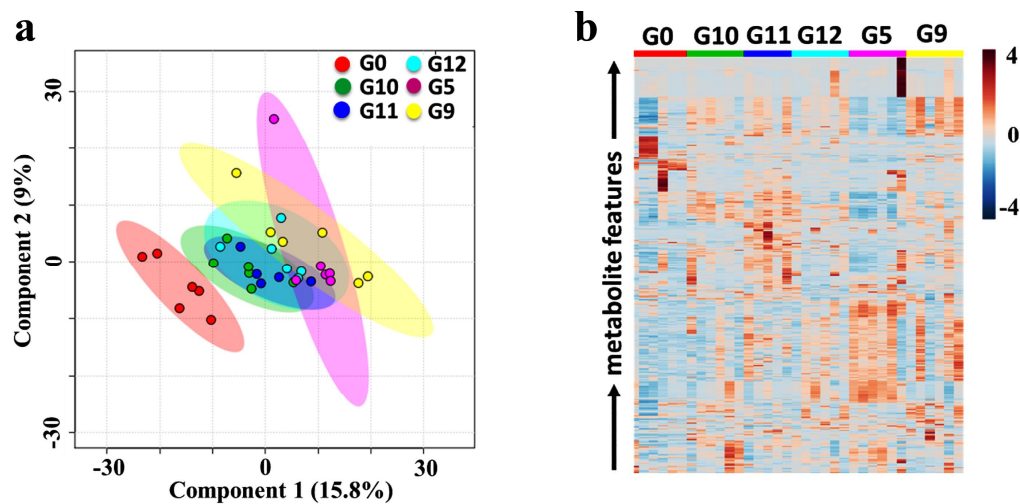 a
G0
G12
G10
G5
G11
G9
30
0
-30
Component 2 (9%)
-30
0
30
Component 1 (15.8%)
b
G0 G10 G11 G12 G5 G9
metabolite features
4
0
-4